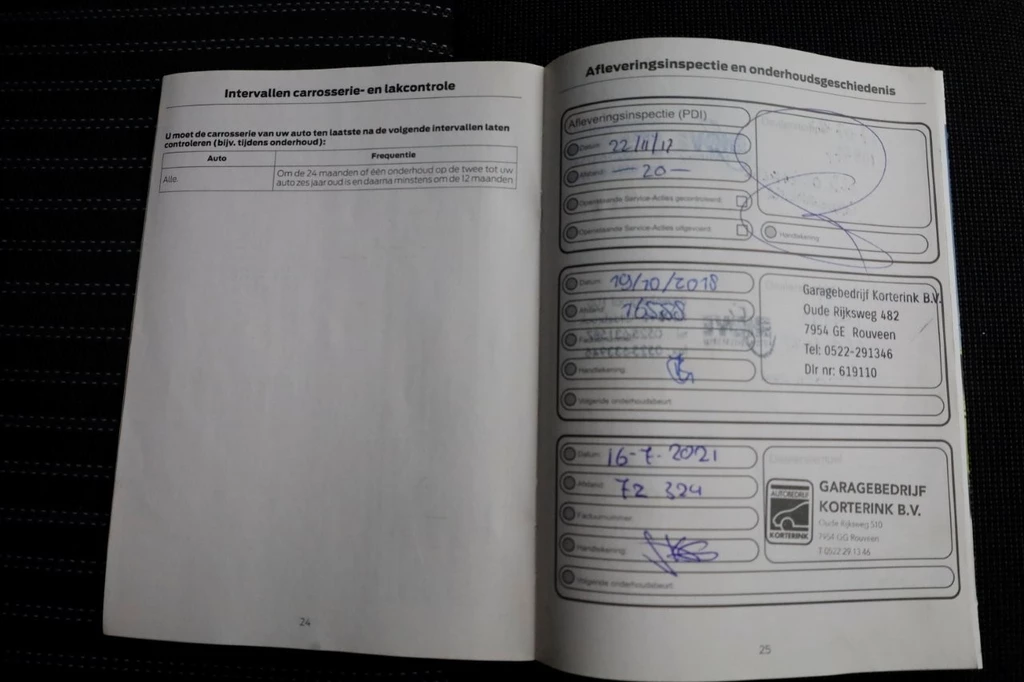 Intervallen carrosserie- en lakcontrole
U moet de carrosserie van uw auto ten laatste na de volgende intervallen laten
controleren (bijv. tijdens onderhoud):
Auto
Frequentie
Alle.
Om de 24 maanden of één onderhoud op de twee tot uw
auto zes jaar oud is en daarna minstens om de 12 maanden.
24
Afleveringsinspectie en onderhoudsgeschiedenis
Afleveringsinspectie (PDI)
Datum: 22/11/17
Afstand: — 20 —
Openstaande Service-Acties gecontroleerd
Openstaande Service-Acties uitgevoerd
Handtekening
Datum: 19/10/2018
Afstand: 16588
Handtekening:
Volgende onderhoudsbeurt:
Garagebedrijf Korterink B.V.
Oude Rijksweg 482
7954 GE Rouveen
Tel: 0522-291346
Dlr nr: 619110
Datum: 16-7-2021
Afstand: 72 324
Factuurnummer:
Handtekening:
Volgende onderhoudsbeurt:
AUTOBEDRIJF
KORTERINK
GARAGEBEDRIJF
KORTERINK B.V.
Oude Rijksweg 510
7954 GG Rouveen
T 0522 29 13 46
25